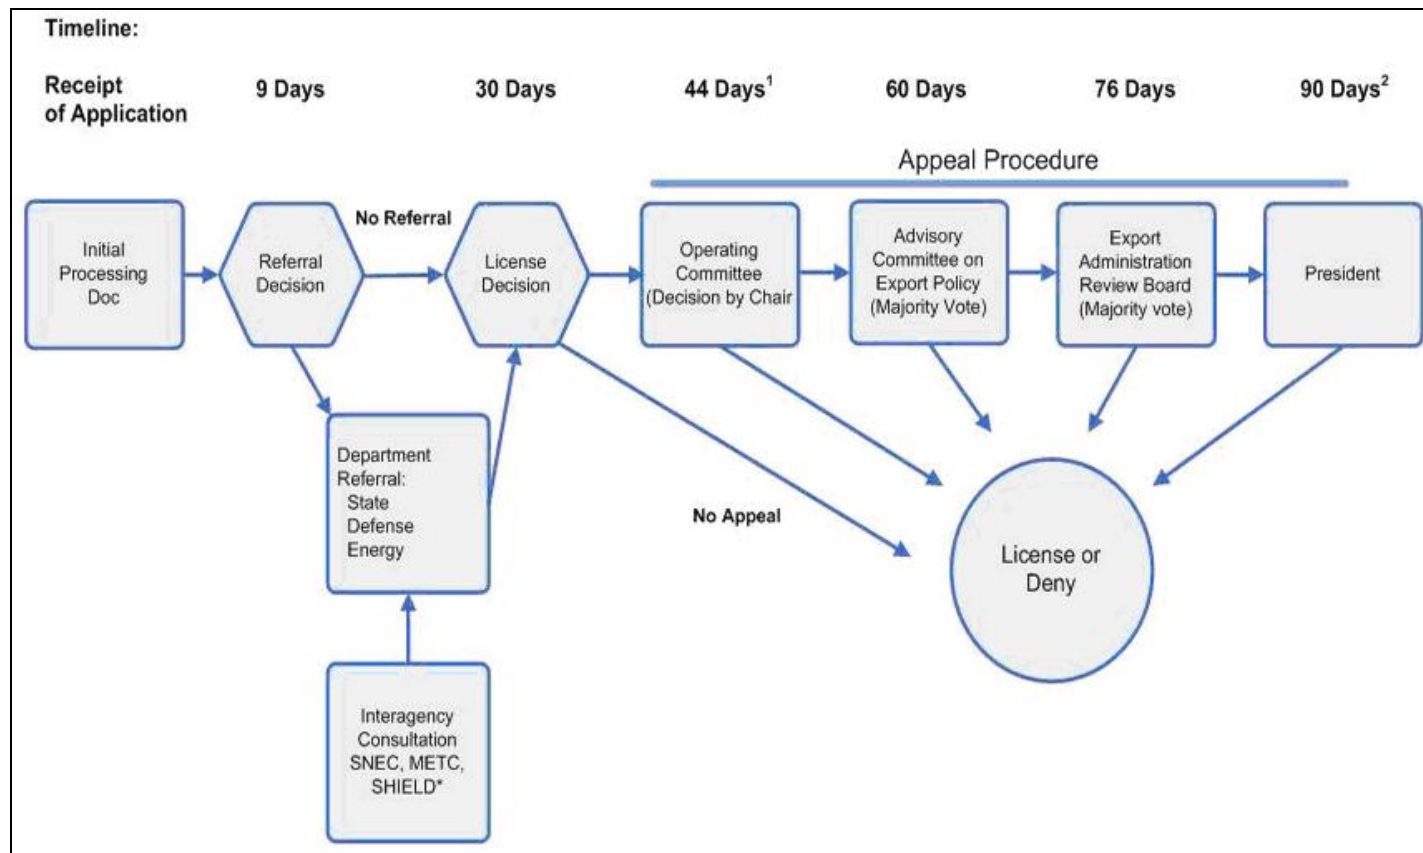 Timeline:
Receipt
of Application
9 Days
30 Days
44 Days¹
60 Days
76 Days
90 Days²
Appeal Procedure
Initial
Processing
Doc
Referral
Decision
No Referral
License
Decision
Operating
Committee
(Decision by Chair
Advisory
Committee on
Export Policy
(Majority Vote)
Export
Administration
Review Board
(Majority vote)
President
Department
Referral:
State
Defense
Energy
No Appeal
License or
Deny
Interagency
Consultation
SNEC, METC,
SHIELD*